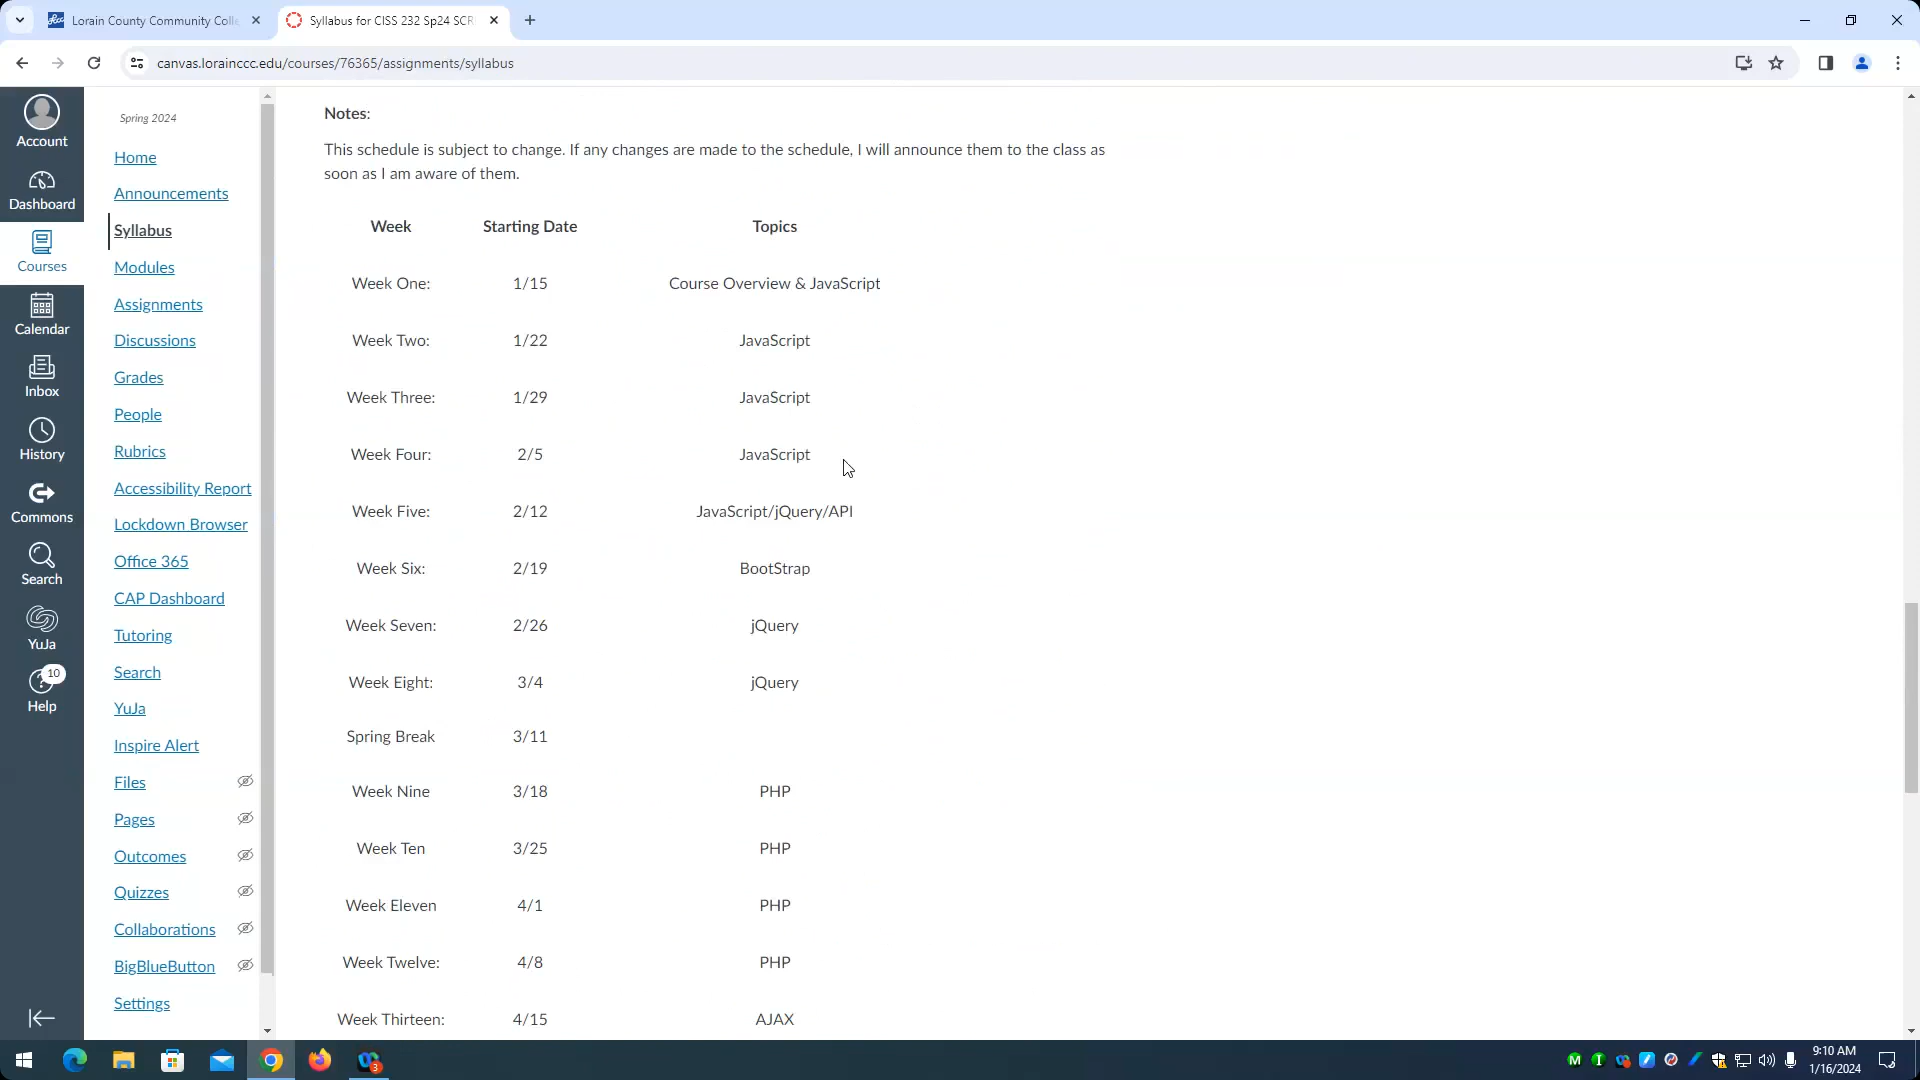 Lorain County Community Colle
Syllabus for CISS 232 Sp24 SCR
canvas.lorainccc.edu/courses/76365/assignments/syllabus
Account
Dashboard
Courses
Calendar
Inbox
History
Commons
Search
YuJa
10
Help
Spring 2024
Home
Announcements
Syllabus
Modules
Assignments
Discussions
Grades
People
Rubrics
Accessibility Report
Lockdown Browser
Office 365
CAP Dashboard
Tutoring
Search
YuJa
Inspire Alert
Files
Pages
Outcomes
Quizzes
Collaborations
BigBlueButton
Settings
Notes:
This schedule is subject to change. If any changes are made to the schedule, I will announce them to the class as
soon as I am aware of them.
Week Starting Date Topics
Week One: 1/15 Course Overview & JavaScript
Week Two: 1/22 JavaScript
Week Three: 1/29 JavaScript
Week Four: 2/5 JavaScript
Week Five: 2/12 JavaScript/jQuery/API
Week Six: 2/19 BootStrap
Week Seven: 2/26 jQuery
Week Eight: 3/4 jQuery
Spring Break 3/11
Week Nine 3/18 PHP
Week Ten 3/25 PHP
Week Eleven 4/1 PHP
Week Twelve: 4/8 PHP
Week Thirteen: 4/15 AJAX
3
9:10 AM
1/16/2024